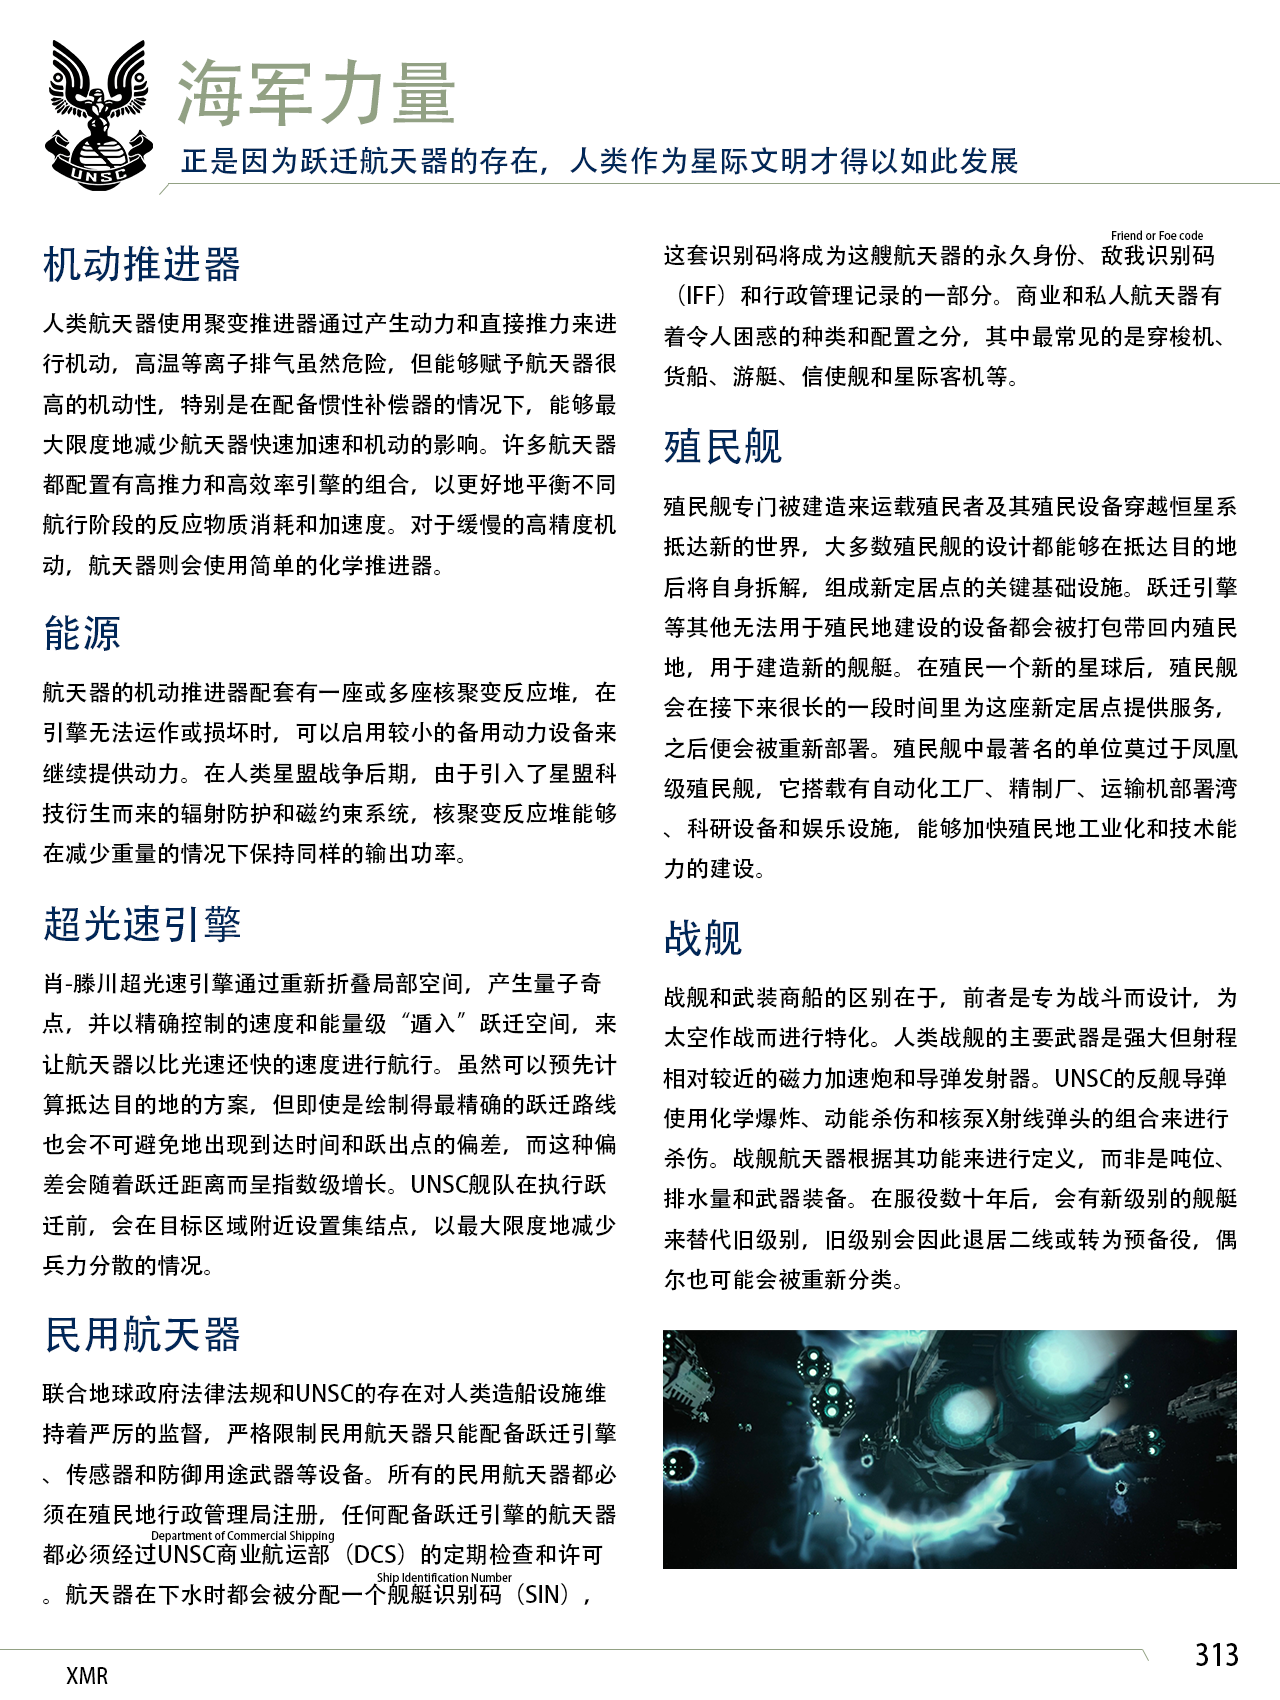 UNSC
海军力量
正是因为跃迁航天器的存在，人类作为星际文明才得以如此发展
机动推进器
人类航天器使用聚变推进器通过产生动力和直接推力来进
行机动，高温等离子排气虽然危险，但能够赋予航天器很
高的机动性，特别是在配备惯性补偿器的情况下，能够最
大限度地减少航天器快速加速和机动的影响。许多航天器
都配置有高推力和高效率引擎的组合，以更好地平衡不同
航行阶段的反应物质消耗和加速度。对于缓慢的高精度机
动，航天器则会使用简单的化学推进器。
能源
航天器的机动推进器配套有一座或多座核聚变反应堆，在
引擎无法运作或损坏时，可以启用较小的备用动力设备来
继续提供动力。在人类星盟战争后期，由于引入了星盟科
技衍生而来的辐射防护和磁约束系统，核聚变反应堆能够
在减少重量的情况下保持同样的输出功率。
超光速引擎
肖-滕川超光速引擎通过重新折叠局部空间，产生量子奇
点，并以精确控制的速度和能量级“遁入”跃迁空间，来
让航天器以比光速还快的速度进行航行。虽然可以预先计
算抵达目的地的方案，但即使是绘制得最精确的跃迁路线
也会不可避免地出现到达时间和跃出点的偏差，而这种偏
差会随着跃迁距离而呈指数级增长。UNSC舰队在执行跃
迁前，会在目标区域附近设置集结点，以最大限度地减少
兵力分散的情况。
民用航天器
联合地球政府法律法规和UNSC的存在对人类造船设施维
持着严厉的监督，严格限制民用航天器只能配备跃迁引擎
、传感器和防御用途武器等设备。所有的民用航天器都必
须在殖民地行政管理局注册，任何配备跃迁引擎的航天器
Department of Commercial Shipping
都必须经过UNSC商业航运部（DCS）的定期检查和许可
Ship Identification Number
。航天器在下水时都会被分配一个舰艇识别码（SIN），
Friend or Foe code
这套识别码将成为这艘航天器的永久身份、敌我识别码
（IFF）和行政管理记录的一部分。商业和私人航天器有
着令人困惑的种类和配置之分，其中最常见的是穿梭机、
货船、游艇、信使舰和星际客机等。
殖民舰
殖民舰专门被建造来运载殖民者及其殖民设备穿越恒星系
抵达新的世界，大多数殖民舰的设计都能够在抵达目的地
后将自身拆解，组成新定居点的关键基础设施。跃迁引擎
等其他无法用于殖民地建设的设备都会被打包带回内殖民
地，用于建造新的舰艇。在殖民一个新的星球后，殖民舰
会在接下来很长的一段时间里为这座新定居点提供服务，
之后便会被重新部署。殖民舰中最著名的单位莫过于凤凰
级殖民舰，它搭载有自动化工厂、精制厂、运输机部署湾
、科研设备和娱乐设施，能够加快殖民地工业化和技术能
力的建设。
战舰
战舰和武装商船的区别在于，前者是专为战斗而设计，为
太空作战而进行特化。人类战舰的主要武器是强大但射程
相对较近的磁力加速炮和导弹发射器。UNSC的反舰导弹
使用化学爆炸、动能杀伤和核泵X射线弹头的组合来进行
杀伤。战舰航天器根据其功能来进行定义，而非是吨位、
排水量和武器装备。在服役数十年后，会有新级别的舰艇
来替代旧级别，旧级别会因此退居二线或转为预备役，偶
尔也可能会被重新分类。
XMR
313